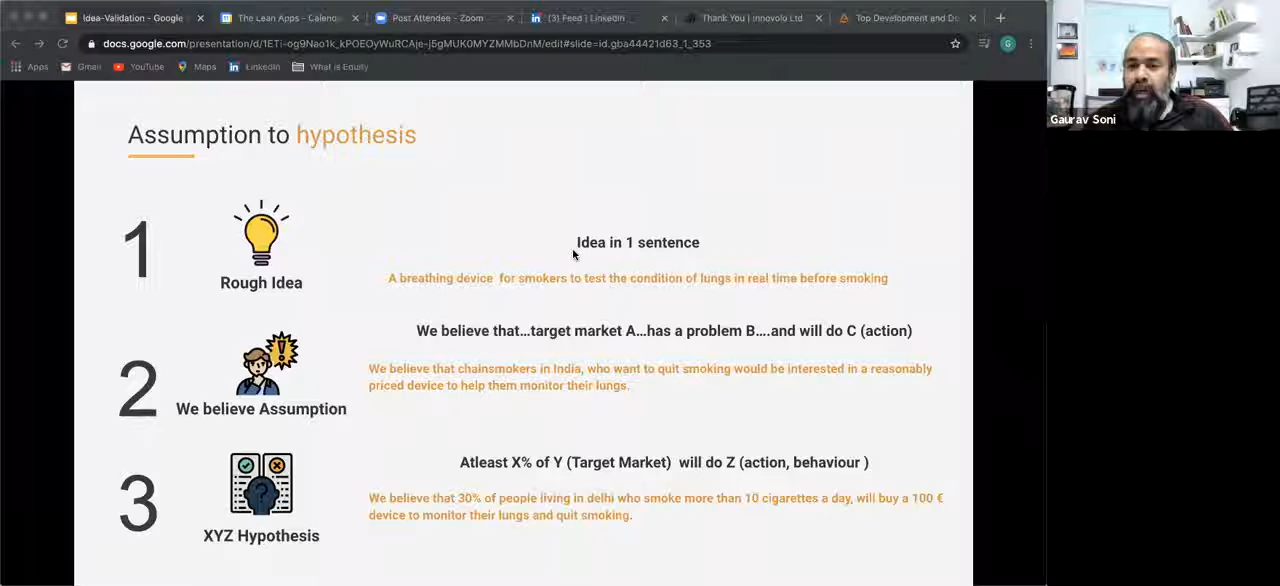 Idea-Validation - Google
The Lean Apps - Calend
Post Attendee - Zoom
(3) Feed | LinkedIn
Thank You | Innovolo Ltd
Top Development and De
docs.google.com/presentation/d/1ETi-og9Nao1k_kPOEOyWuRCAje-j5gMUK0MYZMMbDnM/edit#slide=id.gba44421d63_1_353
G
Apps
Gmail
YouTube
Maps
LinkedIn
What is Equity
Gaurav Soni
Assumption to hypothesis
1
Rough Idea
Idea in 1 sentence
A breathing device for smokers to test the condition of lungs in real time before smoking
2
We believe Assumption
We believe that...target market A...has a problem B....and will do C (action)
We believe that chainsmokers in India, who want to quit smoking would be interested in a reasonably
priced device to help them monitor their lungs.
3
XYZ Hypothesis
Atleast X% of Y (Target Market) will do Z (action, behaviour )
We believe that 30% of people living in delhi who smoke more than 10 cigarettes a day, will buy a 100 €
device to monitor their lungs and quit smoking.